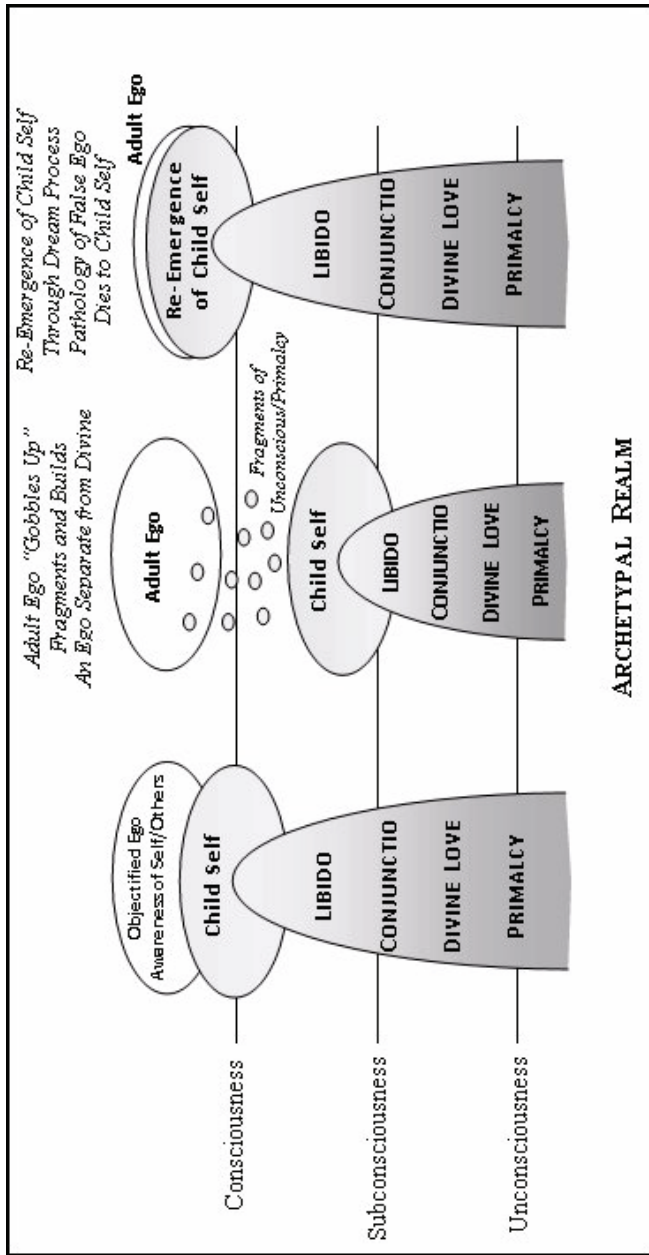 Adult Ego "Gobbles Up"
Fragments and Builds
An Ego Separate from Divine
Re-Emergence of Child Self
Through Dream Process
Pathology of False Ego
Dies to Child Self
Objectified Ego
Awareness of Self/Others
Child Self
LIBIDO
CONJUNCTIO
DIVINE LOVE
PRIMALCY
Adult Ego
Fragments of
Unconscious/Primalcy
Child Self
LIBIDO
CONJUNCTIO
DIVINE LOVE
PRIMALCY
Adult Ego
Re-Emergence
of Child Self
LIBIDO
CONJUNCTIO
DIVINE LOVE
PRIMALCY
Consciousness
Subconsciousness
Unconsciousness
ARCHETYPAL REALM